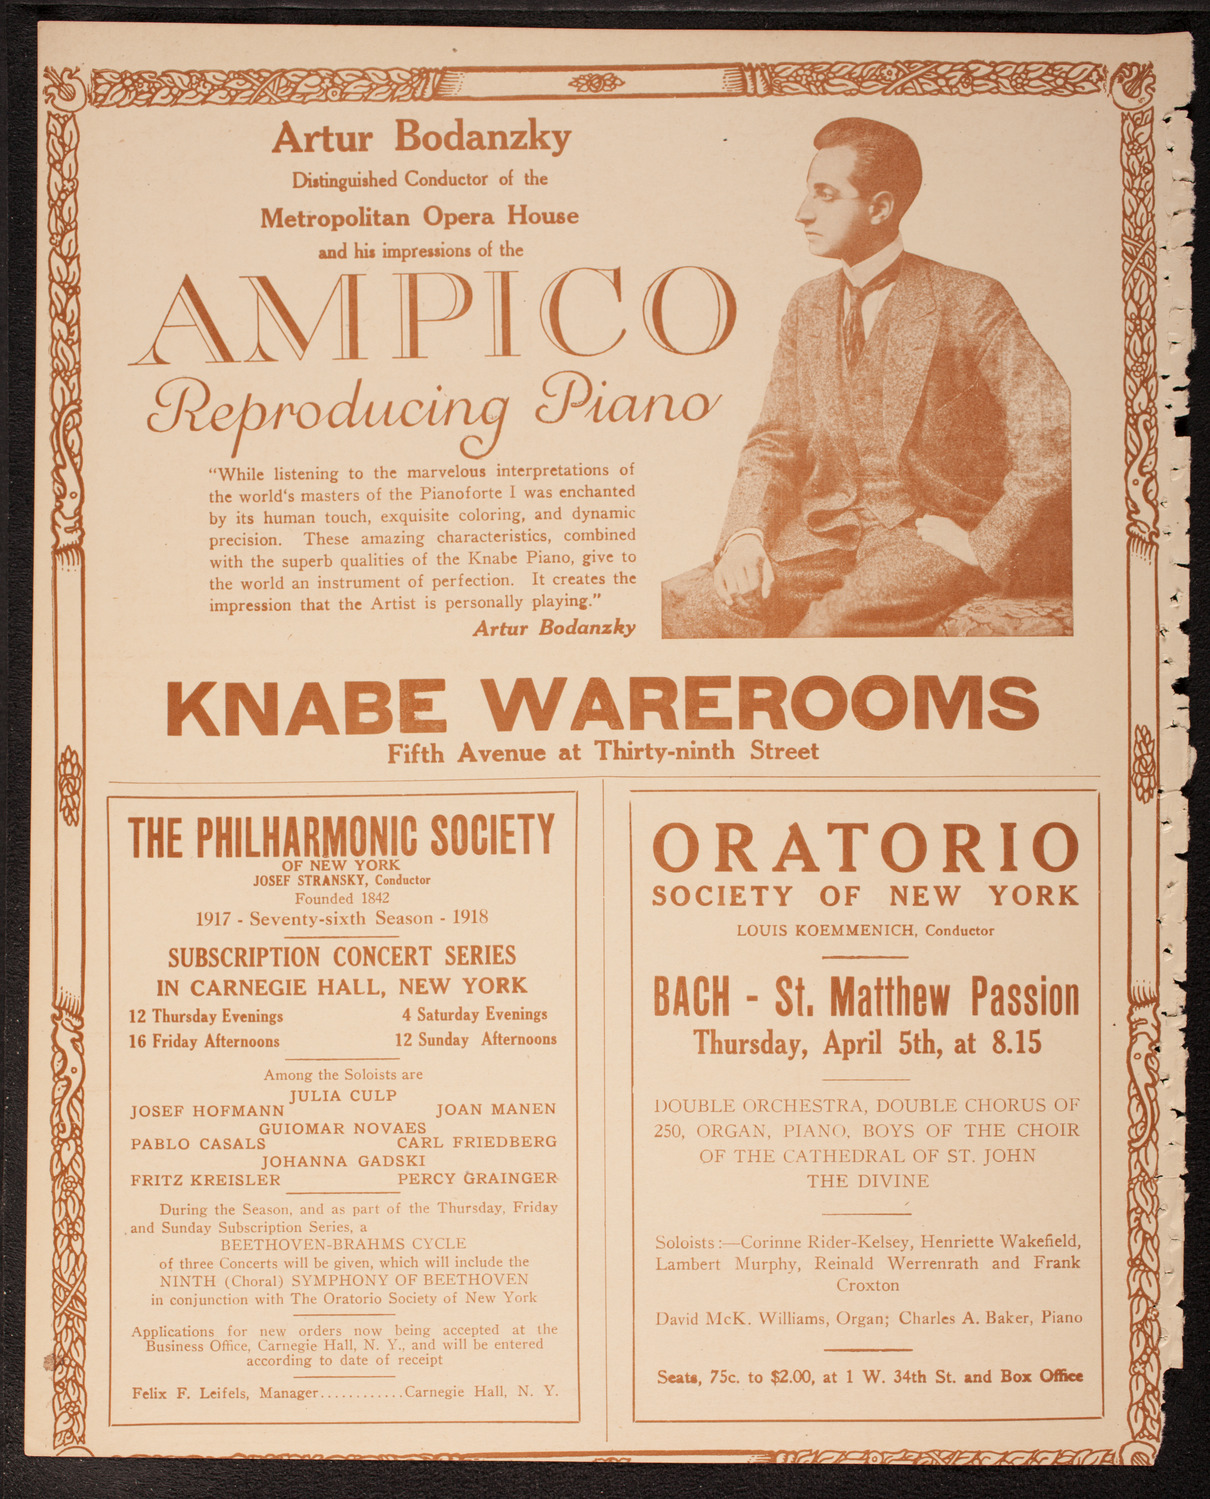 Artur Bodanzky
Distinguished Conductor of the
Metropolitan Opera House
and his impressions of the
AMPICO
Reproducing Piano
“While listening to the marvelous interpretations of
the world‘s masters of the Pianoforte I was enchanted
by its human touch, exquisite coloring, and dynamic
precision. These amazing characteristics, combined
with the superb qualities of the Knabe Piano, give to
the world an instrument of perfection. It creates the
impression that the Artist is personally playing.”
Artur Bodanzky
KNABE WAREROOMS
Fifth Avenue at Thirty-ninth Street
THE PHILHARMONIC SOCIETY
OF NEW YORK
JOSEF STRANSKY, Conductor
Founded 1842
1917 - Seventy-sixth Season - 1918
SUBSCRIPTION CONCERT SERIES
IN CARNEGIE HALL, NEW YORK
12 Thursday Evenings 4 Saturday Evenings
16 Friday Afternoons 12 Sunday Afternoons
Among the Soloists are
JULIA CULP
JOSEF HOFMANN JOAN MANEN
GUIOMAR NOVAES
PABLO CASALS CARL FRIEDBERG
JOHANNA GADSKI
FRITZ KREISLER PERCY GRAINGER
During the Season, and as part of the Thursday, Friday
and Sunday Subscription Series, a
BEETHOVEN-BRAHMS CYCLE
of three Concerts will be given, which will include the
NINTH (Choral) SYMPHONY OF BEETHOVEN
in conjunction with The Oratorio Society of New York
Applications for new orders now being accepted at the
Business Office, Carnegie Hall, N. Y., and will be entered
according to date of receipt
Felix F. Leifels, Manager............Carnegie Hall, N. Y.
ORATORIO
SOCIETY OF NEW YORK
LOUIS KOEMMENICH, Conductor
BACH - St. Matthew Passion
Thursday, April 5th, at 8.15
DOUBLE ORCHESTRA, DOUBLE CHORUS OF
250, ORGAN, PIANO, BOYS OF THE CHOIR
OF THE CATHEDRAL OF ST. JOHN
THE DIVINE
Soloists:—Corinne Rider-Kelsey, Henriette Wakefield,
Lambert Murphy, Reinald Werrenrath and Frank
Croxton
David McK. Williams, Organ; Charles A. Baker, Piano
Seats, 75c. to $2.00, at 1 W. 34th St. and Box Office